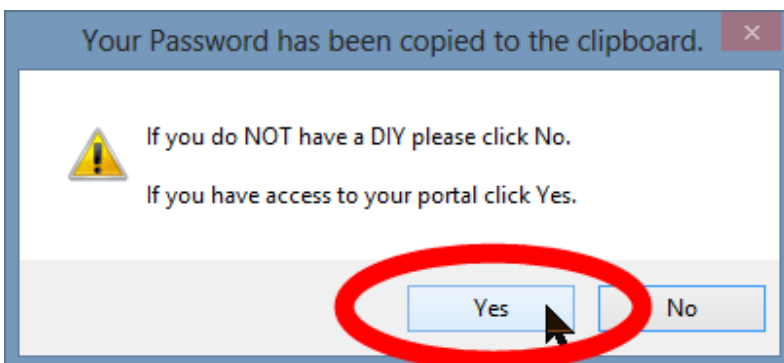 Your Password has been copied to the clipboard.
If you do NOT have a DIY please click No.
If you have access to your portal click Yes.
Yes No